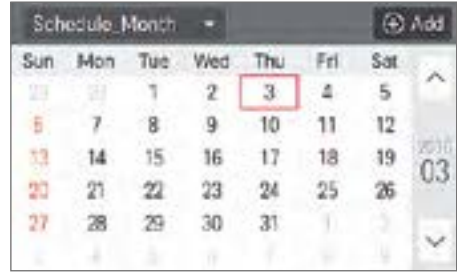 Schedule_Month Add
Sun Mon Tue Wed Thu Fri Sat
1 2 3 4 5
6 7 8 9 10 11 12
2016
13 14 15 16 17 18 19
03
20 21 22 23 24 25 26
27 28 29 30 31